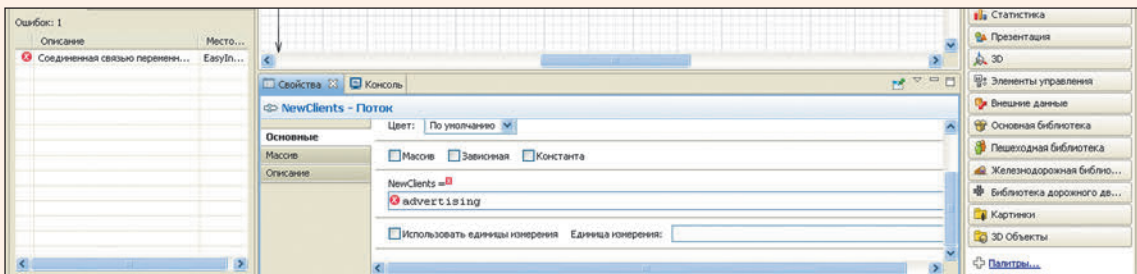 Ошибок: 1
Описание Место...
Соединенная связью переменн... EasyIn...
Свойства Консоль
NewClients - Поток
Основные
Массив
Описание
Цвет: По умолчанию
Массив Зависимая Константа
NewClients =
advertising
Использовать единицы измерения Единица измерения:
Статистика
Презентация
3D
Элементы управления
Внешние данные
Основная библиотека
Пешеходная библиотека
Железнодорожная библио...
Библиотека дорожного дв...
Картинки
3D Объекты
Палитры...